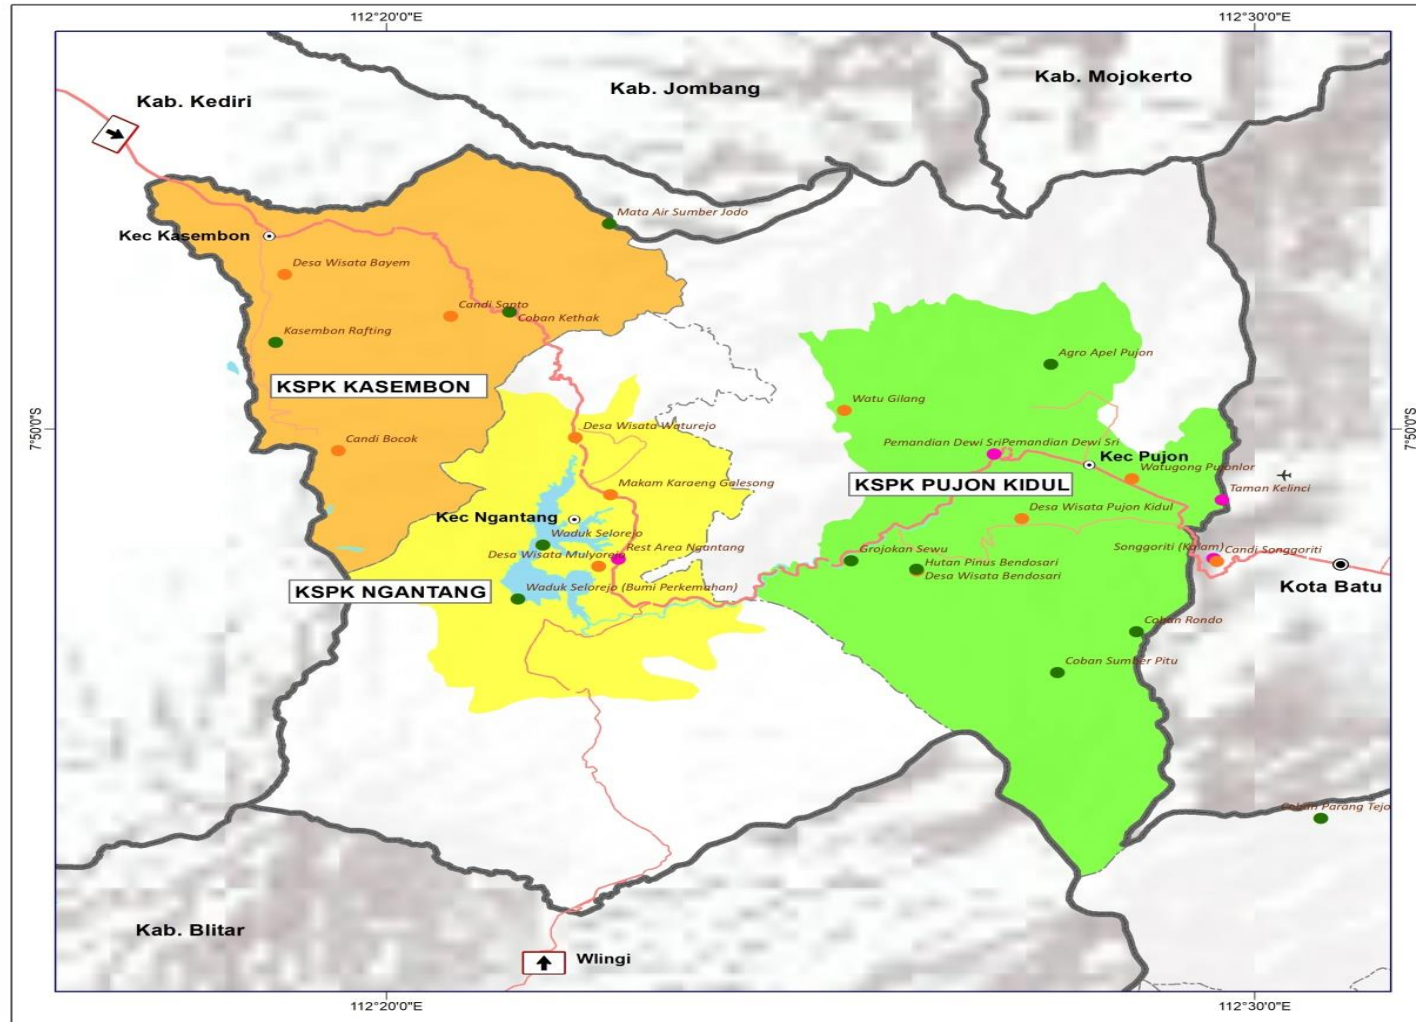 112°20'0"E
112°30'0"E
Kab. Kediri
Kab. Jombang
Kab. Mojokerto
Mata Air Sumber Jodo
Kec Kasembon
Desa Wisata Bayem
Candi Sapto
Coban Kethak
Kasembon Rafting
Agro Apel Pujon
KSPK KASEMBON
Watu Gilang
7°50'0"S
7°50'0"S
Candi Bocok
Desa Wisata Waturejo
Pemandian Dewi Sri
Pemandian Dewi Sri
Kec Pujon
Watugong Pujonlor
KSPK PUJON KIDUL
Makam Karaeng Galesong
Taman Kelinci
Desa Wisata Pujon Kidul
Kec Ngantang
Waduk Selorejo
Desa Wisata Mulyorejo
Rest Area Ngantang
Grojokan Sewu
Songgoriti (Kolam)
Candi Songgoriti
Hutan Pinus Bendosari
Desa Wisata Bendosari
Kota Batu
KSPK NGANTANG
Waduk Selorejo (Bumi Perkemahan)
Coban Rondo
Coban Sumber Pitu
Coban Parang Tejo
Kab. Blitar
Wlingi
112°20'0"E
112°30'0"E